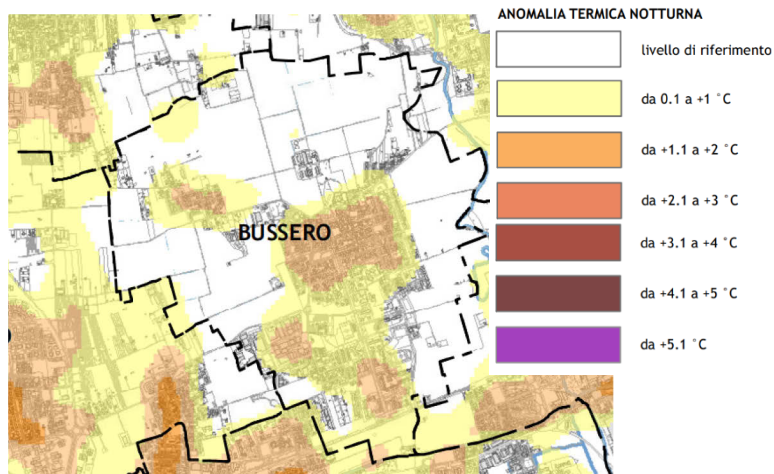 ANOMALIA TERMICA NOTTURNA
livello di riferimento
da 0.1 a +1 °C
da +1.1 a +2 °C
da +2.1 a +3 °C
da +3.1 a +4 °C
da +4.1 a +5 °C
da +5.1 °C
BUSSERO